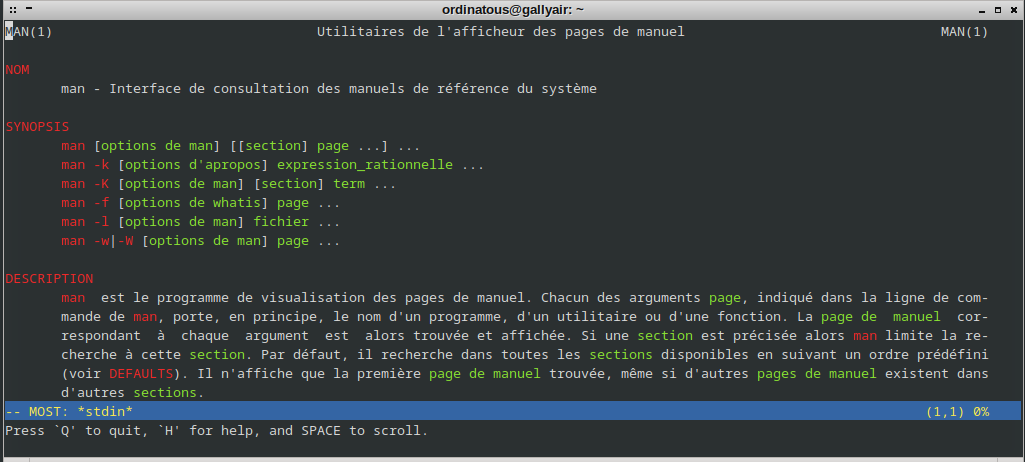 ordinatous@gallyair: ~
MAN(1) Utilitaires de l'afficheur des pages de manuel MAN(1)
NOM
man - Interface de consultation des manuels de référence du système
SYNOPSIS
man [options de man] [[section] page ...] ...
man -k [options d'apropos] expression_rationnelle ...
man -K [options de man] [section] term ...
man -f [options de whatis] page ...
man -l [options de man] fichier ...
man -w|-W [options de man] page ...
DESCRIPTION
man est le programme de visualisation des pages de manuel. Chacun des arguments page, indiqué dans la ligne de com-
mande de man, porte, en principe, le nom d'un programme, d'un utilitaire ou d'une fonction. La page de manuel cor-
respondant à chaque argument est alors trouvée et affichée. Si une section est précisée alors man limite la re-
cherche à cette section. Par défaut, il recherche dans toutes les sections disponibles en suivant un ordre prédéfini
(voir DEFAULTS). Il n'affiche que la première page de manuel trouvée, même si d'autres pages de manuel existent dans
d'autres sections.
-- MOST: *stdin* (1,1) 0%
Press `Q' to quit, `H' for help, and SPACE to scroll.